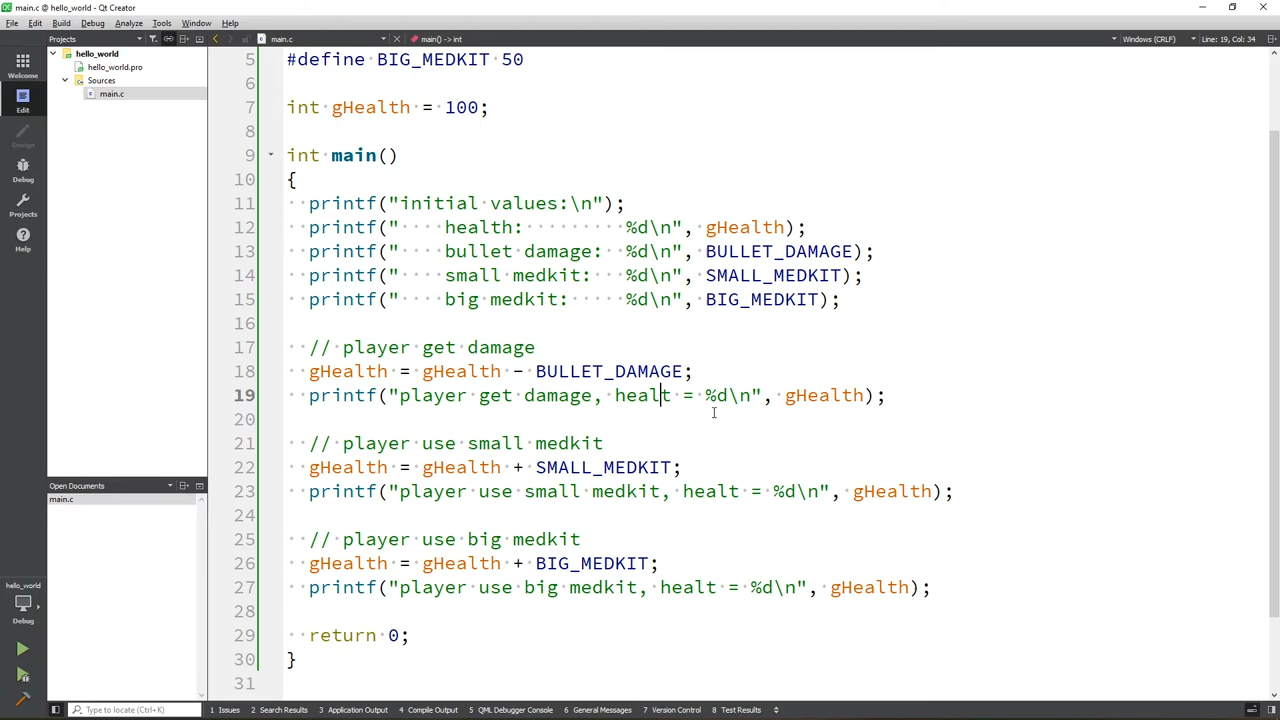 main.c @ hello_world - Qt Creator
File Edit Build Debug Analyze Tools Window Help
Projects
main.c
main() -> int
Windows (CRLF)
Line: 19, Col: 34
Welcome
Edit
Design
Debug
Projects
Help
hello_world
hello_world.pro
Sources
main.c
Open Documents
main.c
5 #define BIG_MEDKIT 50
6
7 int gHealth = 100;
8
9 int main()
10 {
11 printf("initial values:\n");
12 printf("    health:         %d\n", gHealth);
13 printf("    bullet damage:  %d\n", BULLET_DAMAGE);
14 printf("    small medkit:   %d\n", SMALL_MEDKIT);
15 printf("    big medkit:     %d\n", BIG_MEDKIT);
16
17 // player get damage
18 gHealth = gHealth - BULLET_DAMAGE;
19 printf("player get damage, healt = %d\n", gHealth);
20
21 // player use small medkit
22 gHealth = gHealth + SMALL_MEDKIT;
23 printf("player use small medkit, healt = %d\n", gHealth);
24
25 // player use big medkit
26 gHealth = gHealth + BIG_MEDKIT;
27 printf("player use big medkit, healt = %d\n", gHealth);
28
29 return 0;
30 }
31
hello_world
Debug
Type to locate (Ctrl+K)
1 Issues 2 Search Results 3 Application Output 4 Compile Output 5 QML Debugger Console 6 General Messages 7 Version Control 8 Test Results